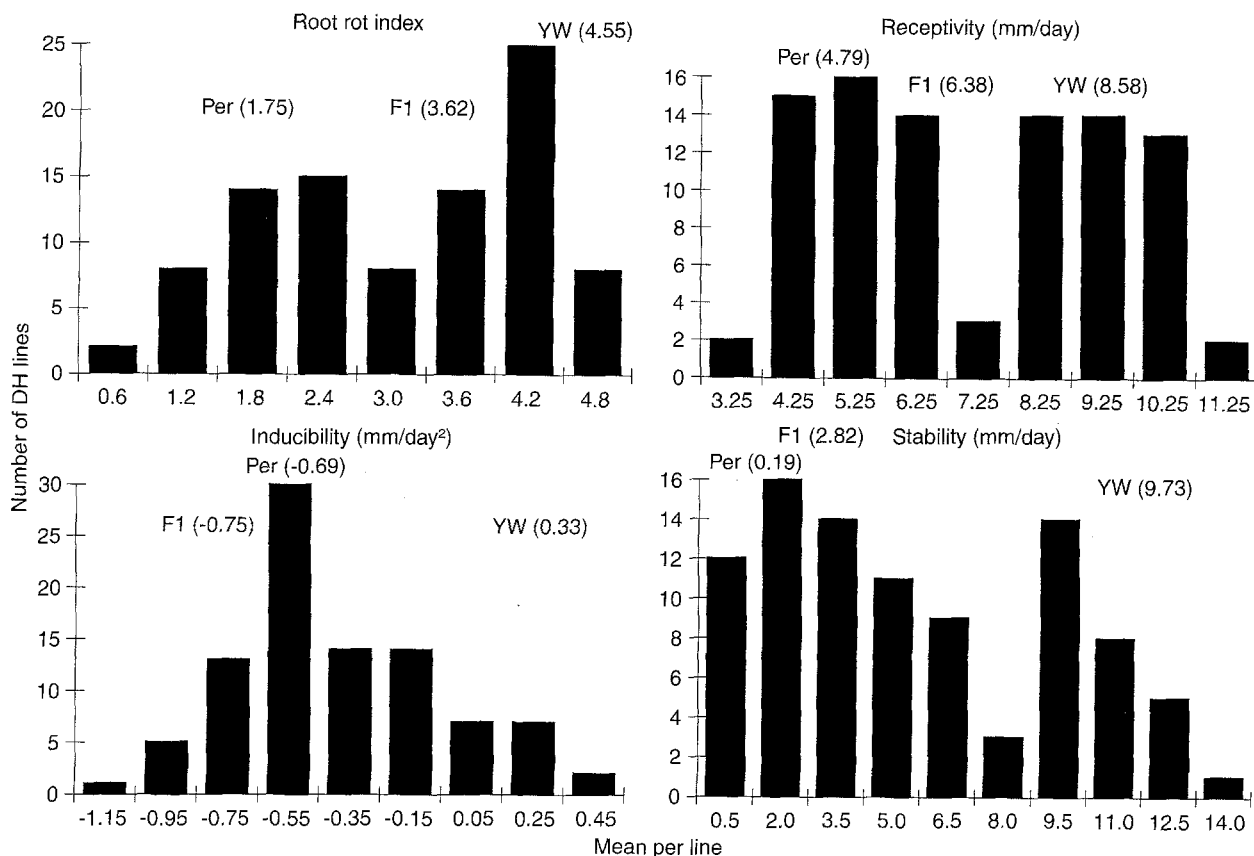 Root rot index
YW (4.55)
25
Per (1.75)
F1 (3.62)
20
15
10
5
0
0.6 1.2 1.8 2.4 3.0 3.6 4.2 4.8
Receptivity (mm/day)
Per (4.79)
16
F1 (6.38)
YW (8.58)
14
12
10
8
6
4
2
0
3.25 4.25 5.25 6.25 7.25 8.25 9.25 10.25 11.25
Number of DH lines
Inducibility (mm/day²)
Per (-0.69)
30
F1 (-0.75)
YW (0.33)
25
20
15
10
5
0
-1.15 -0.95 -0.75 -0.55 -0.35 -0.15 0.05 0.25 0.45
F1 (2.82) Stability (mm/day)
Per (0.19)
16
YW (9.73)
14
12
10
8
6
4
2
0
0.5 2.0 3.5 5.0 6.5 8.0 9.5 11.0 12.5 14.0
Mean per line